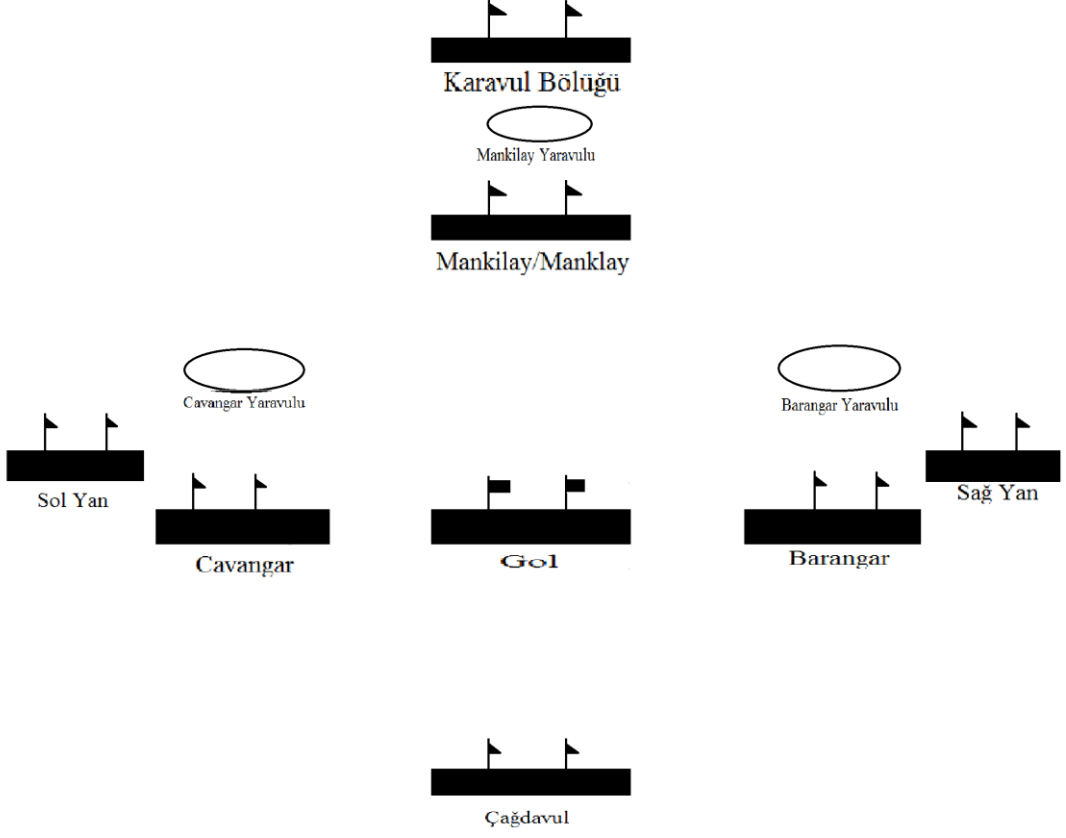 Karavul Bölüğü
Mankilay Yaravulu
Mankilay/Manklay
Cavangar Yaravulu
Barangar Yaravulu
Sol Yan
Sağ Yan
Cavangar
Gol
Barangar
Çağdavul